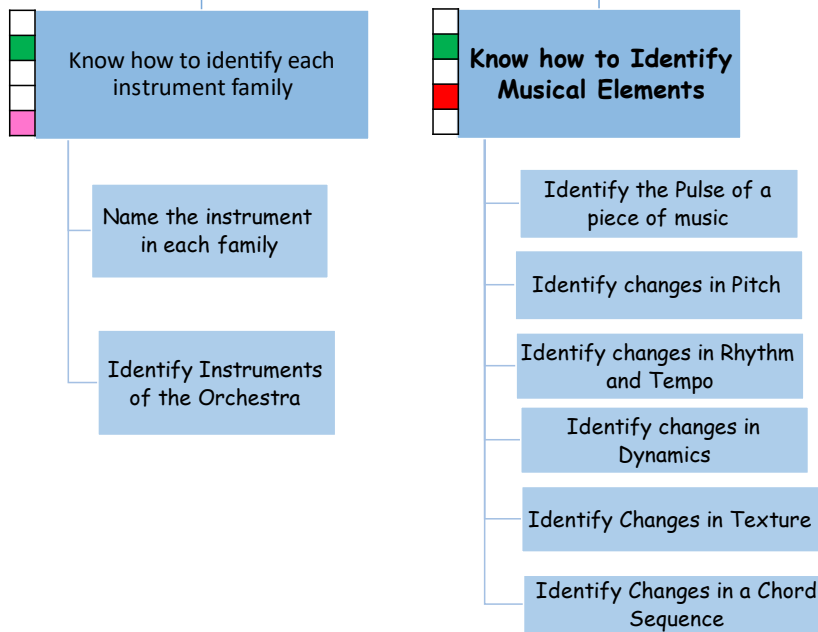 Know how to identify each
instrument family
Name the instrument
in each family
Identify Instruments
of the Orchestra
Know how to Identify
Musical Elements
Identify the Pulse of a
piece of music
Identify changes in Pitch
Identify changes in Rhythm
and Tempo
Identify changes in
Dynamics
Identify Changes in Texture
Identify Changes in a Chord
Sequence